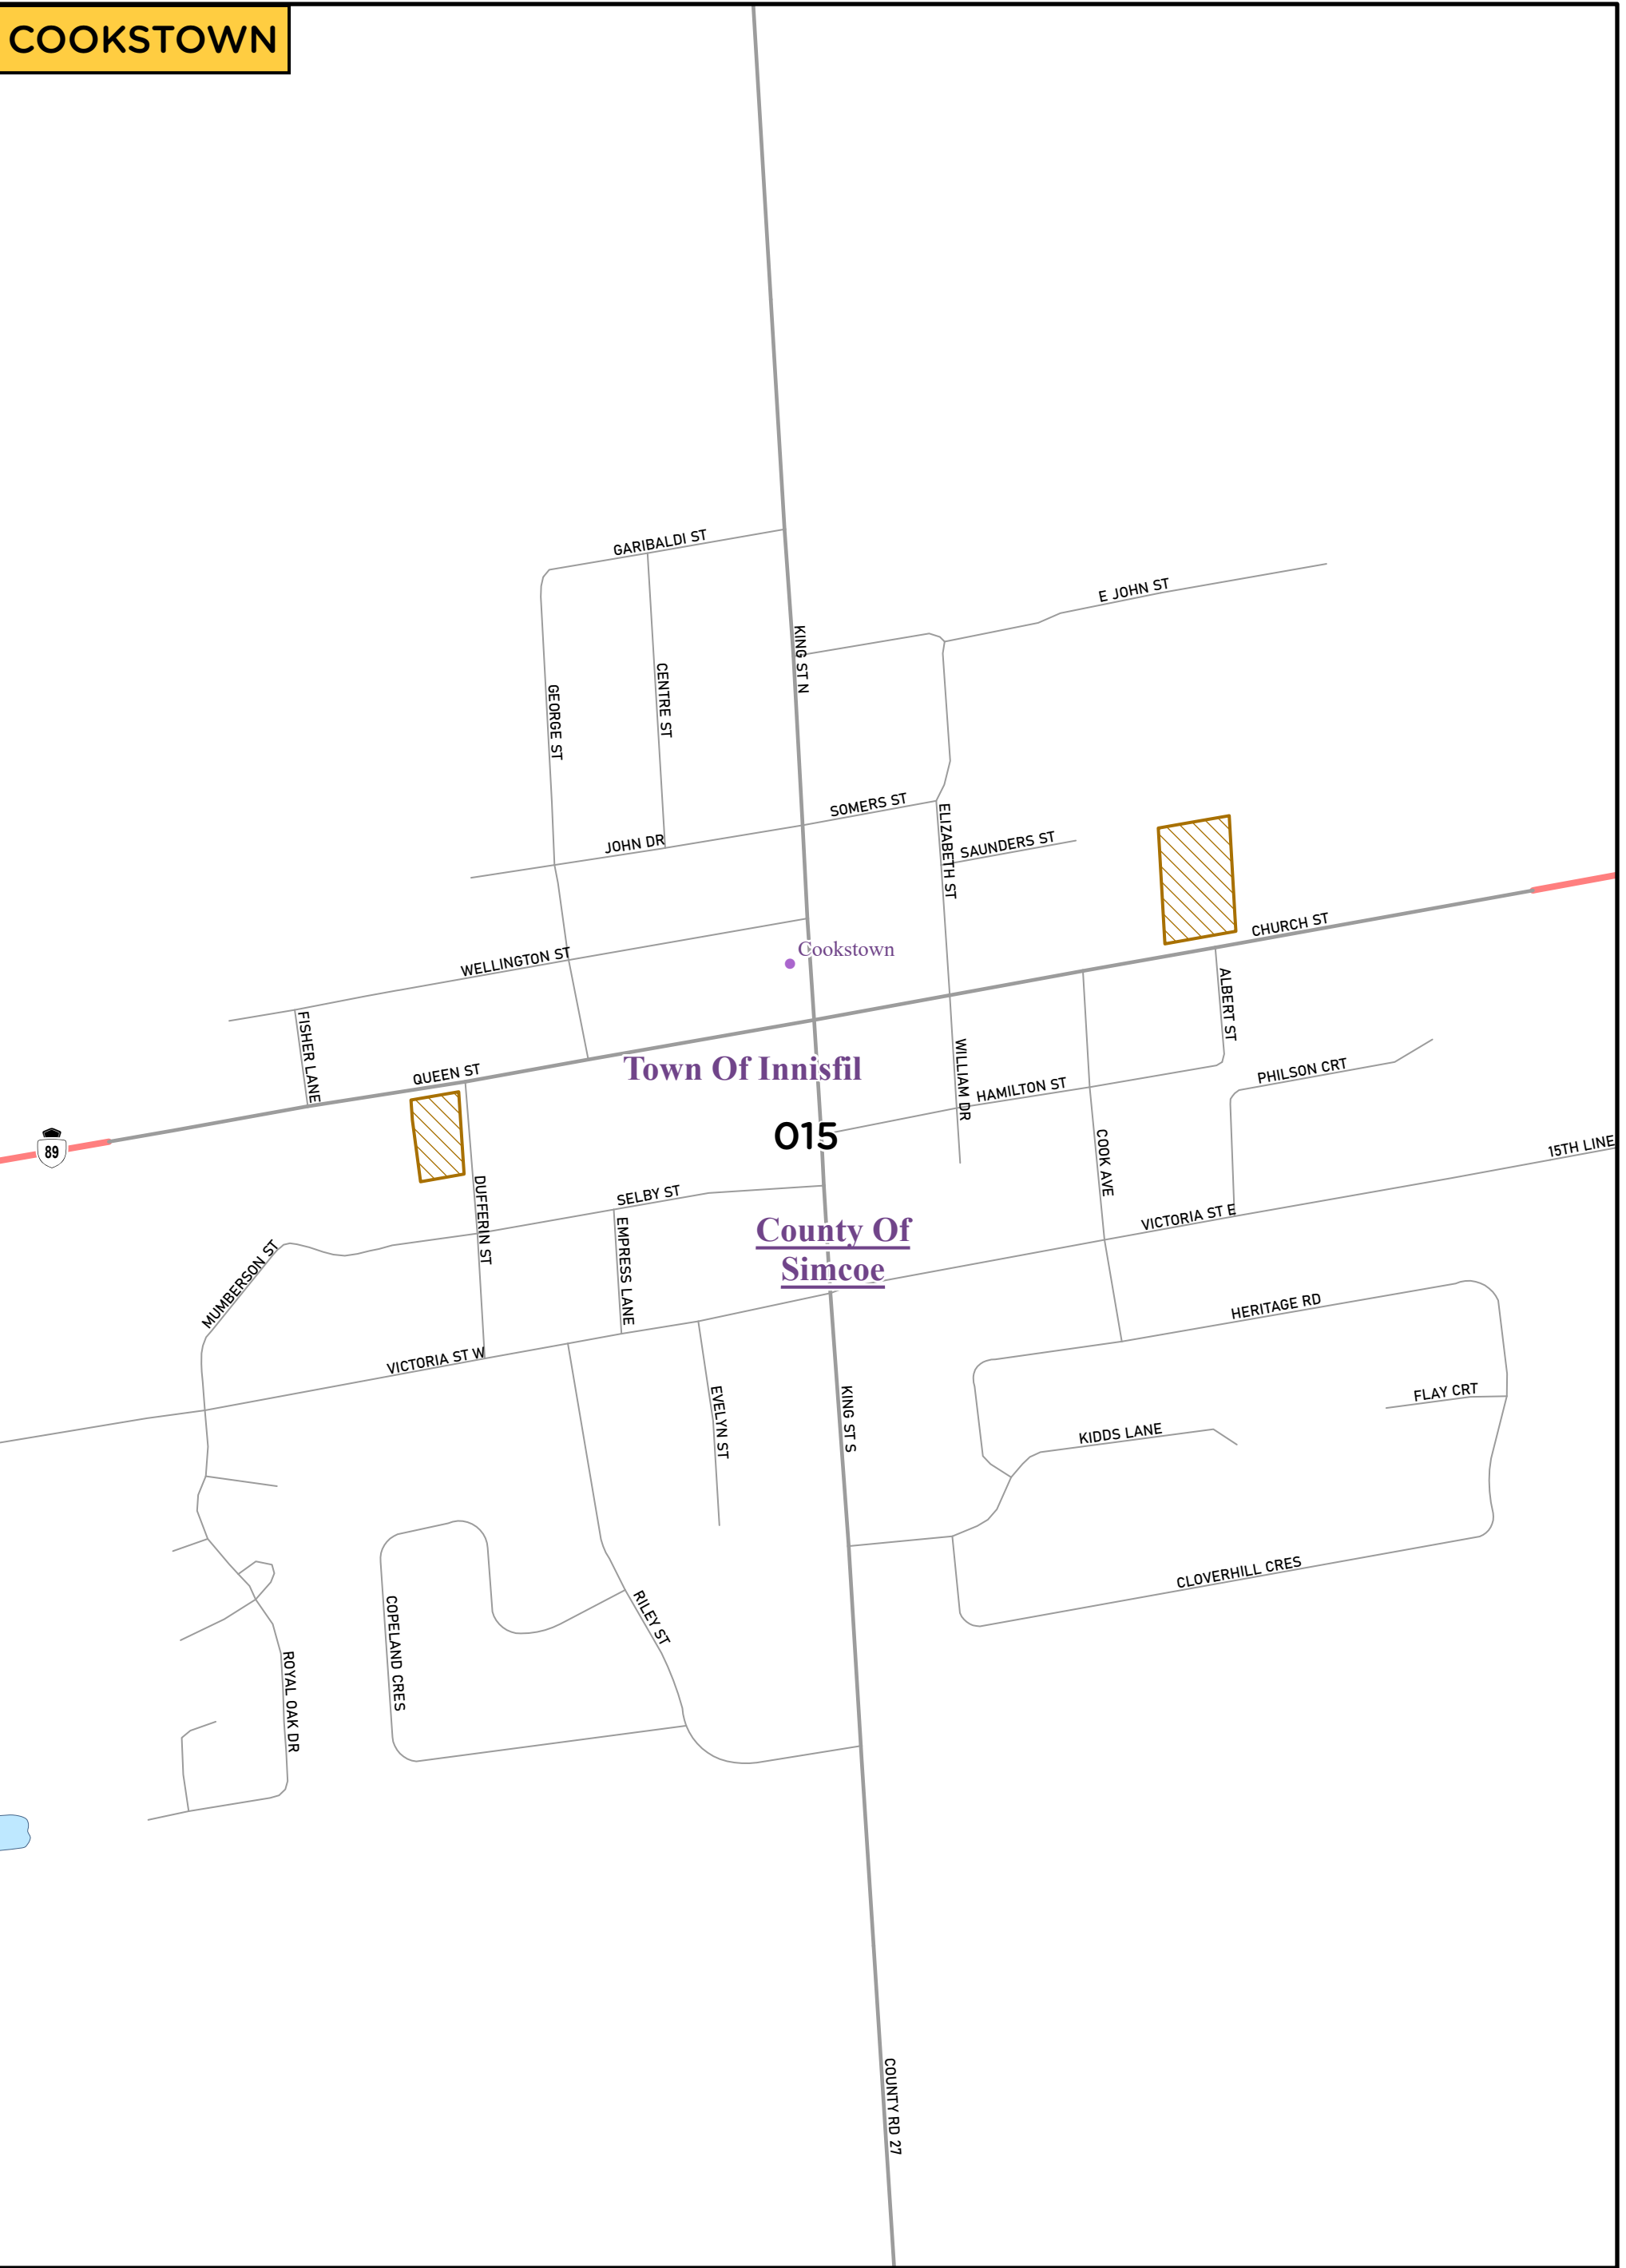 COOKSTOWN
GARIBALDI ST
E JOHN ST
KING ST N
CENTRE ST
GEORGE ST
SOMERS ST
ELIZABETH ST
JOHN DR
SAUNDERS ST
CHURCH ST
Cookstown
WELLINGTON ST
ALBERT ST
FISHER LANE
Town Of Innisfil
WILLIAM DR
QUEEN ST
PHILSON CRT
HAMILTON ST
015
89
COOK AVE
15TH LINE
DUFFERIN ST
SELBY ST
EMPRESS LANE
VICTORIA ST E
County Of
Simcoe
MUMBERSON ST
HERITAGE RD
VICTORIA ST W
EVELYN ST
KING ST S
FLAY CRT
KIDDS LANE
CLOVERHILL CRES
COPELAND CRES
RILEY ST
ROYAL OAK DR
COUNTY RD 27